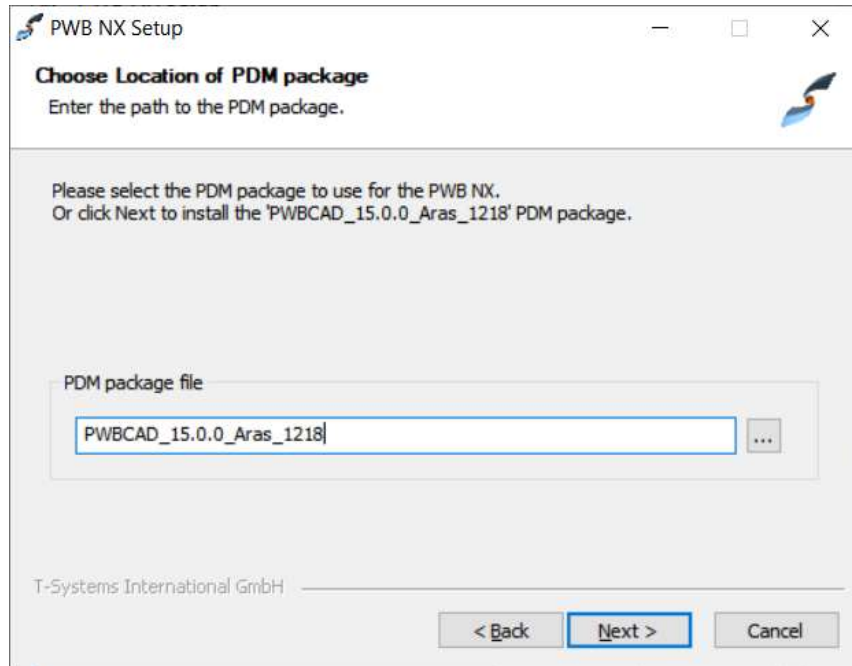 PWB NX Setup
Choose Location of PDM package
Enter the path to the PDM package.
Please select the PDM package to use for the PWB NX.
Or click Next to install the 'PWBCAD_15.0.0_Aras_1218' PDM package.
PDM package file
PWBCAD_15.0.0_Aras_1218
...
T-Systems International GmbH
< Back
Next >
Cancel